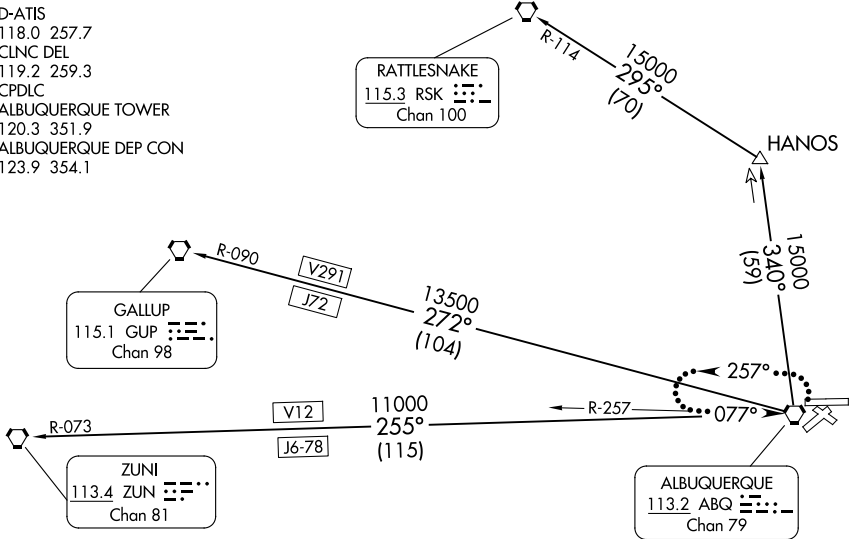 D-ATIS
118.0 257.7
CLNC DEL
119.2 259.3
CPDLC
ALBUQUERQUE TOWER
120.3 351.9
ALBUQUERQUE DEP CON
123.9 354.1
RATTLESNAKE
115.3 RSK
Chan 100
R-114
15000
295°
(70)
HANOS
15000
340°
(59)
R-090
V291
J72
13500
272°
(104)
GALLUP
115.1 GUP
Chan 98
257°
077°
R-257
R-073
V12
J6-78
11000
255°
(115)
ZUNI
113.4 ZUN
Chan 81
ALBUQUERQUE
113.2 ABQ
Chan 79